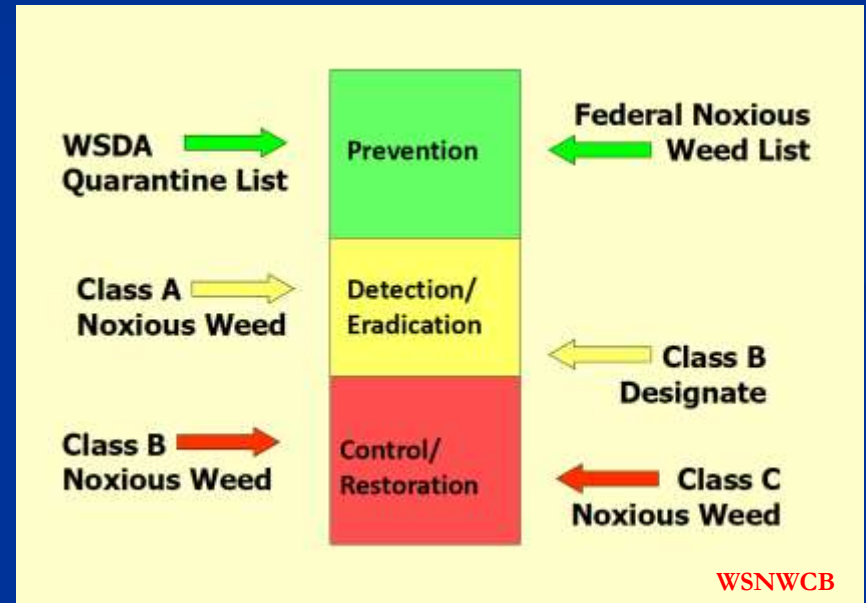 WSDA
Quarantine List
Prevention
Federal Noxious
Weed List
Class A
Noxious Weed
Detection/
Eradication
Class B
Designate
Class B
Noxious Weed
Control/
Restoration
Class C
Noxious Weed
WSNWCB